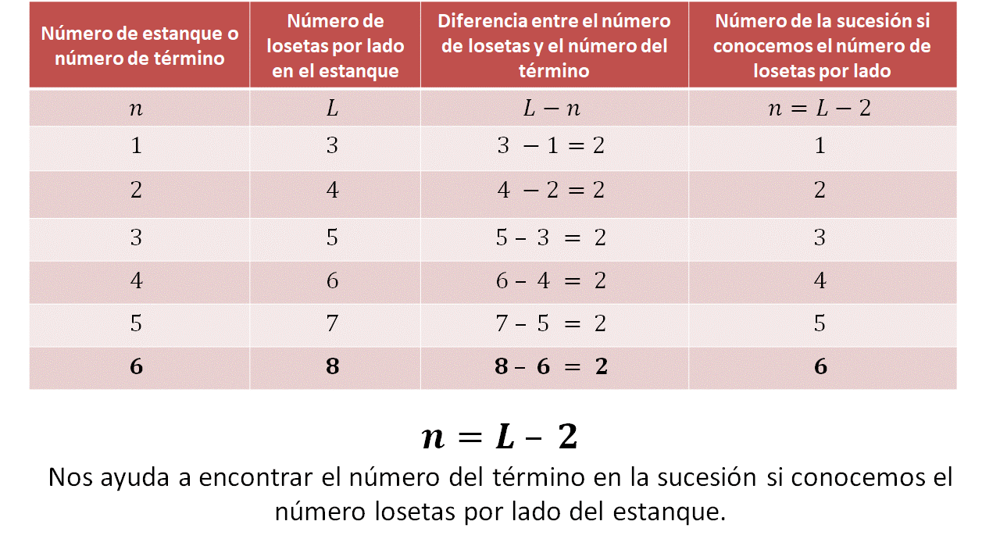 Número de estanque o
número de término
Número de
losetas por lado
en el estanque
Diferencia entre el número
de losetas y el número del
término
Número de la sucesión si
conocemos el número de
losetas por lado
n L L − n n = L − 2
1 3 3 − 1 = 2 1
2 4 4 − 2 = 2 2
3 5 5 – 3 = 2 3
4 6 6 – 4 = 2 4
5 7 7 – 5 = 2 5
6 8 8 – 6 = 2 6
n = L – 2
Nos ayuda a encontrar el número del término en la sucesión si conocemos el
número losetas por lado del estanque.